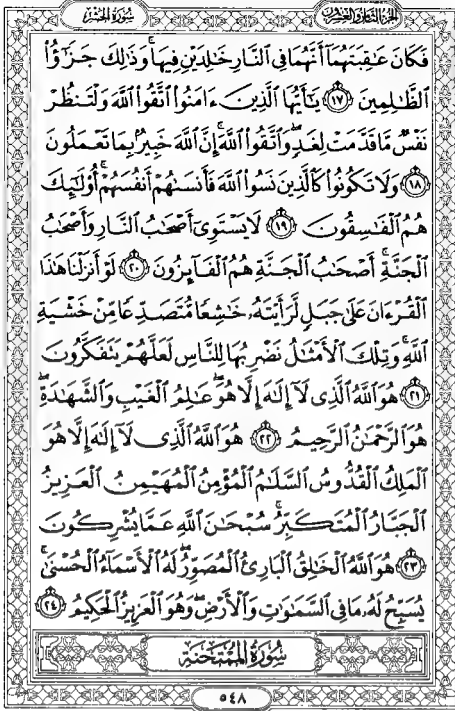 سورة الحشر
الجزء الثامن والعشرون
فَكَانَ عَٰقِبَتَهُمَآ أَنَّهُمَا فِي ٱلنَّارِ خَٰلِدَيۡنِ فِيهَاۚ وَذَٰلِكَ جَزَٰٓؤُاْ
ٱلظَّٰلِمِينَ ١٧ يَٰٓأَيُّهَا ٱلَّذِينَ ءَامَنُواْ ٱتَّقُواْ ٱللَّهَ وَلۡتَنظُرۡ
نَفۡسٞ مَّا قَدَّمَتۡ لِغَدٖۖ وَٱتَّقُواْ ٱللَّهَۚ إِنَّ ٱللَّهَ خَبِيرُۢ بِمَا تَعۡمَلُونَ
١٨ وَلَا تَكُونُواْ كَٱلَّذِينَ نَسُواْ ٱللَّهَ فَأَنسَىٰهُمۡ أَنفُسَهُمۡۚ أُوْلَٰٓئِكَ
هُمُ ٱلۡفَٰسِقُونَ ١٩ لَا يَسۡتَوِيٓ أَصۡحَٰبُ ٱلنَّارِ وَأَصۡحَٰبُ
ٱلۡجَنَّةِۚ أَصۡحَٰبُ ٱلۡجَنَّةِ هُمُ ٱلۡفَآئِزُونَ ٢٠ لَوۡ أَنزَلۡنَا هَٰذَا
ٱلۡقُرۡءَانَ عَلَىٰ جَبَلٖ لَّرَأَيۡتَهُۥ خَٰشِعٗا مُّتَصَدِّعٗا مِّنۡ خَشۡيَةِ
ٱللَّهِۚ وَتِلۡكَ ٱلۡأَمۡثَٰلُ نَضۡرِبُهَا لِلنَّاسِ لَعَلَّهُمۡ يَتَفَكَّرُونَ
٢١ هُوَ ٱللَّهُ ٱلَّذِي لَآ إِلَٰهَ إِلَّا هُوَۖ عَٰلِمُ ٱلۡغَيۡبِ وَٱلشَّهَٰدَةِۖ
هُوَ ٱلرَّحۡمَٰنُ ٱلرَّحِيمُ ٢٢ هُوَ ٱللَّهُ ٱلَّذِي لَآ إِلَٰهَ إِلَّا هُوَ
ٱلۡمَلِكُ ٱلۡقُدُّوسُ ٱلسَّلَٰمُ ٱلۡمُؤۡمِنُ ٱلۡمُهَيۡمِنُ ٱلۡعَزِيزُ
ٱلۡجَبَّارُ ٱلۡمُتَكَبِّرُۚ سُبۡحَٰنَ ٱللَّهِ عَمَّا يُشۡرِكُونَ
٢٣ هُوَ ٱللَّهُ ٱلۡخَٰلِقُ ٱلۡبَارِئُ ٱلۡمُصَوِّرُۖ لَهُ ٱلۡأَسۡمَآءُ ٱلۡحُسۡنَىٰۚ
يُسَبِّحُ لَهُۥ مَا فِي ٱلسَّمَٰوَٰتِ وَٱلۡأَرۡضِۖ وَهُوَ ٱلۡعَزِيزُ ٱلۡحَكِيمُ ٢٤
سُورَةُ المُمۡتَحنَةِ
٥٤٨